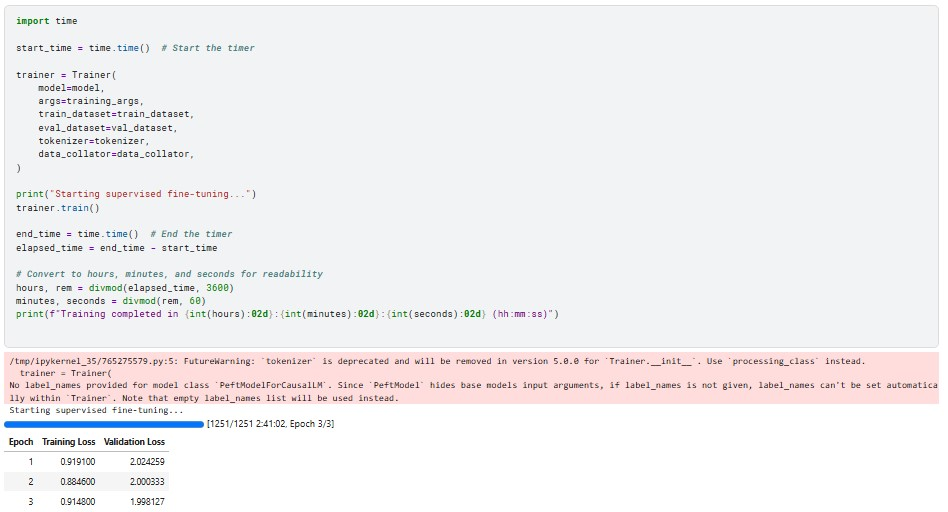 import time
start_time = time.time()  # Start the timer
trainer = Trainer(
    model=model,
    args=training_args,
    train_dataset=train_dataset,
    eval_dataset=val_dataset,
    tokenizer=tokenizer,
    data_collator=data_collator,
)
print("Starting supervised fine-tuning...")
trainer.train()
end_time = time.time()  # End the timer
elapsed_time = end_time - start_time
# Convert to hours, minutes, and seconds for readability
hours, rem = divmod(elapsed_time, 3600)
minutes, seconds = divmod(rem, 60)
print(f"Training completed in {int(hours):02d}:{int(minutes):02d}:{int(seconds):02d} (hh:mm:ss)")
/tmp/ipykernel_35/765275579.py:5: FutureWarning: `tokenizer` is deprecated and will be removed in version 5.0.0 for `Trainer.__init__`. Use `processing_class` instead.
  trainer = Trainer(
No label_names provided for model class `PeftModelForCausalLM`. Since `PeftModel` hides base models input arguments, if label_names is not given, label_names can't be set automatica
lly within `Trainer`. Note that empty label_names list will be used instead.
Starting supervised fine-tuning...
[1251/1251 2:41:02, Epoch 3/3]
Epoch Training Loss Validation Loss
1 0.919100 2.024259
2 0.884600 2.000333
3 0.914800 1.998127